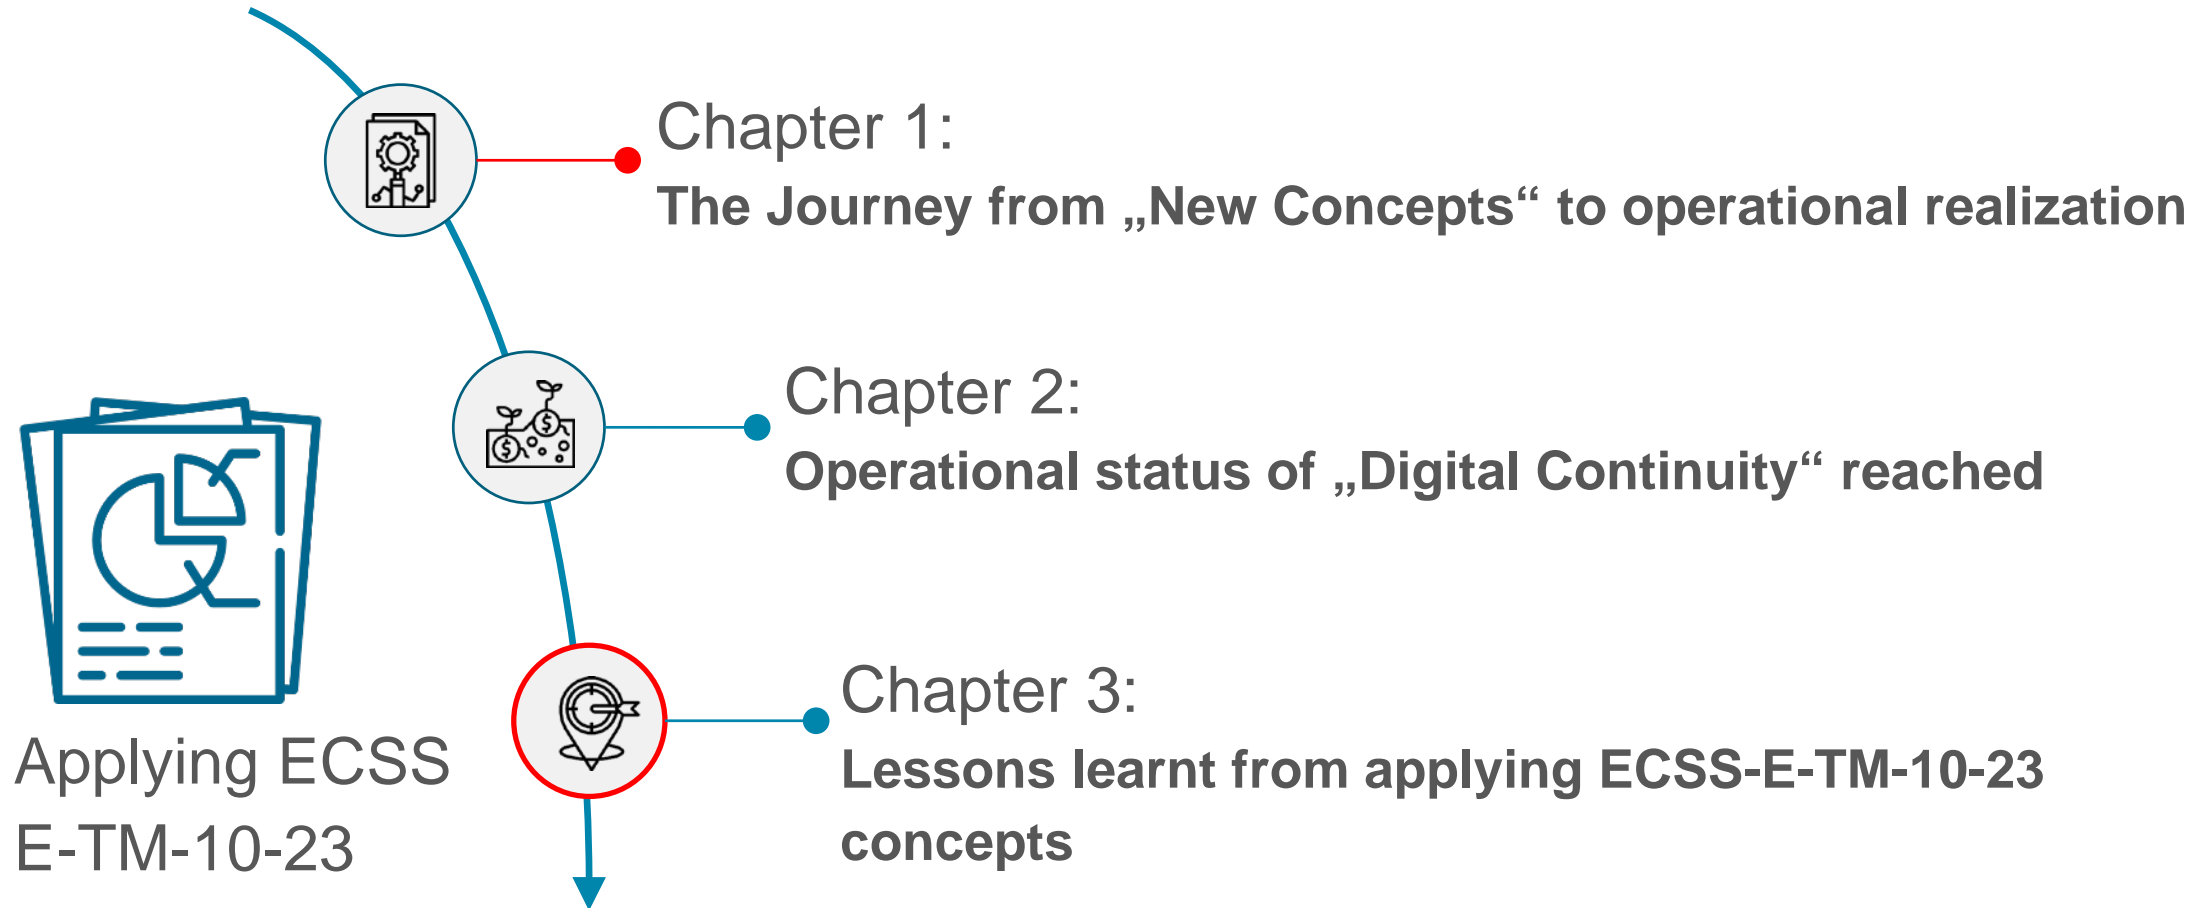 Chapter 1:
The Journey from „New Concepts“ to operational realization
Chapter 2:
Operational status of „Digital Continuity“ reached
Chapter 3:
Lessons learnt from applying ECSS-E-TM-10-23
concepts
Applying ECSS
E-TM-10-23